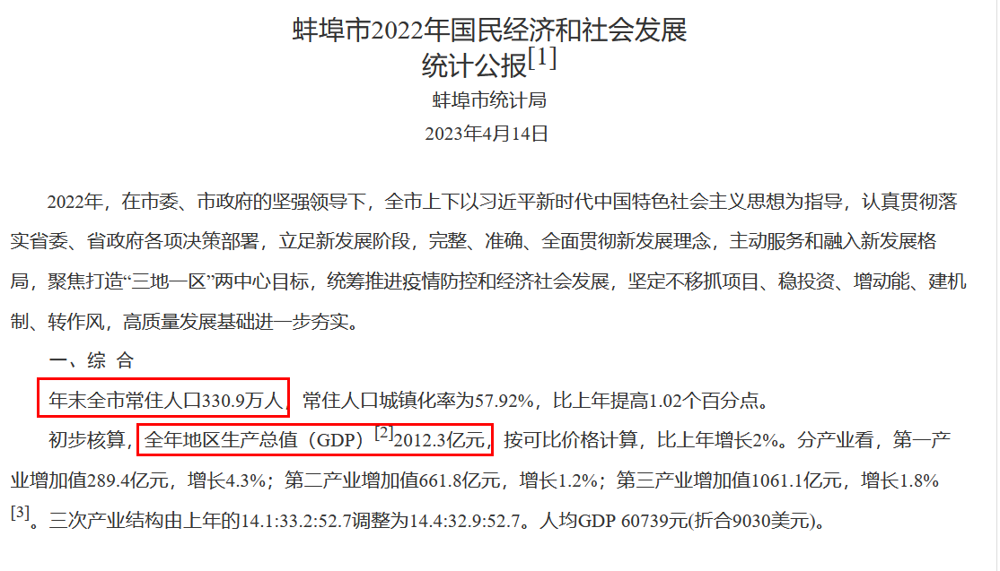 蚌埠市2022年国民经济和社会发展
统计公报[1]
蚌埠市统计局
2023年4月14日
2022年，在市委、市政府的坚强领导下，全市上下以习近平新时代中国特色社会主义思想为指导，认真贯彻落
实省委、省政府各项决策部署，立足新发展阶段，完整、准确、全面贯彻新发展理念，主动服务和融入新发展格
局，聚焦打造“三地一区”两中心目标，统筹推进疫情防控和经济社会发展，坚定不移抓项目、稳投资、增动能、建机
制、转作风，高质量发展基础进一步夯实。
一、综 合
年末全市常住人口330.9万人，常住人口城镇化率为57.92%，比上年提高1.02个百分点。
初步核算，全年地区生产总值（GDP）[2]2012.3亿元，按可比价格计算，比上年增长2%。分产业看，第一产
业增加值289.4亿元，增长4.3%；第二产业增加值661.8亿元，增长1.2%；第三产业增加值1061.1亿元，增长1.8%
[3]。三次产业结构由上年的14.1:33.2:52.7调整为14.4:32.9:52.7。人均GDP 60739元(折合9030美元)。